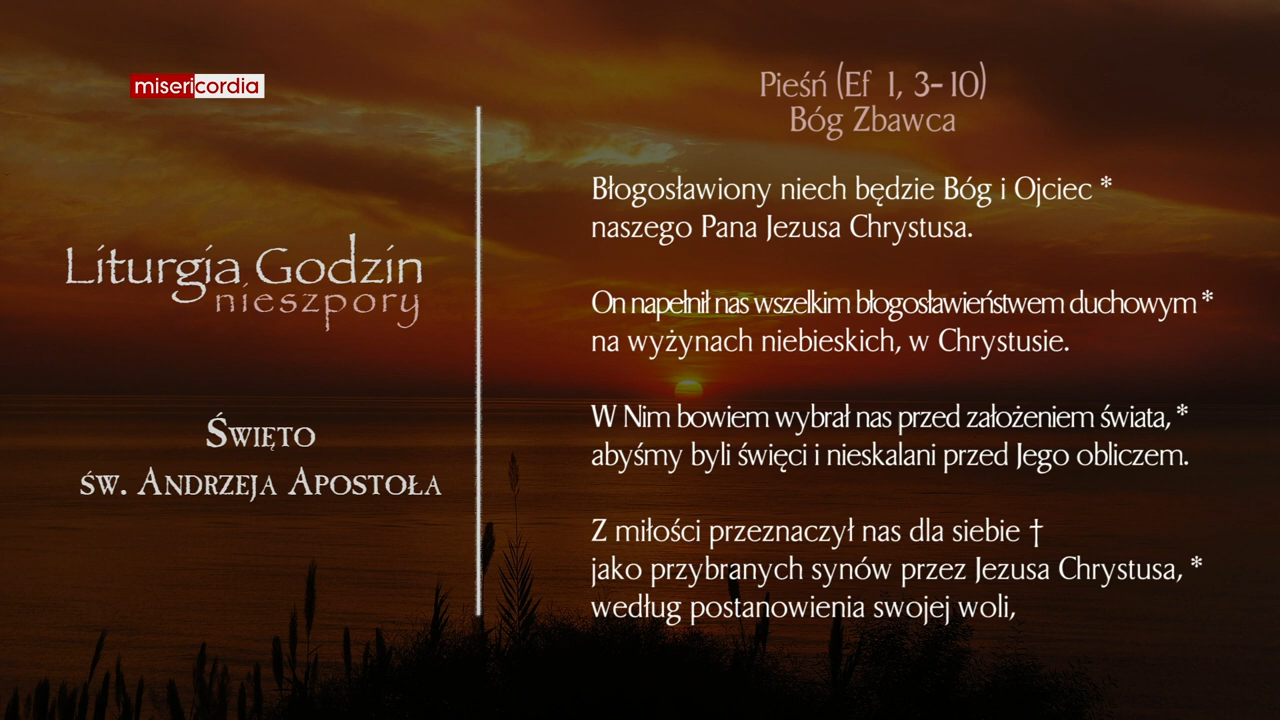 misericordia
Liturgia Godzin
nieszpory
Święto
św. Andrzeja Apostoła
Pieśń (Ef 1, 3-10)
Bóg Zbawca
Błogosławiony niech będzie Bóg i Ojciec *
naszego Pana Jezusa Chrystusa.
On napełnił nas wszelkim błogosławieństwem duchowym *
na wyżynach niebieskich, w Chrystusie.
W Nim bowiem wybrał nas przed założeniem świata, *
abyśmy byli święci i nieskalani przed Jego obliczem.
Z miłości przeznaczył nas dla siebie †
jako przybranych synów przez Jezusa Chrystusa, *
według postanowienia swojej woli,